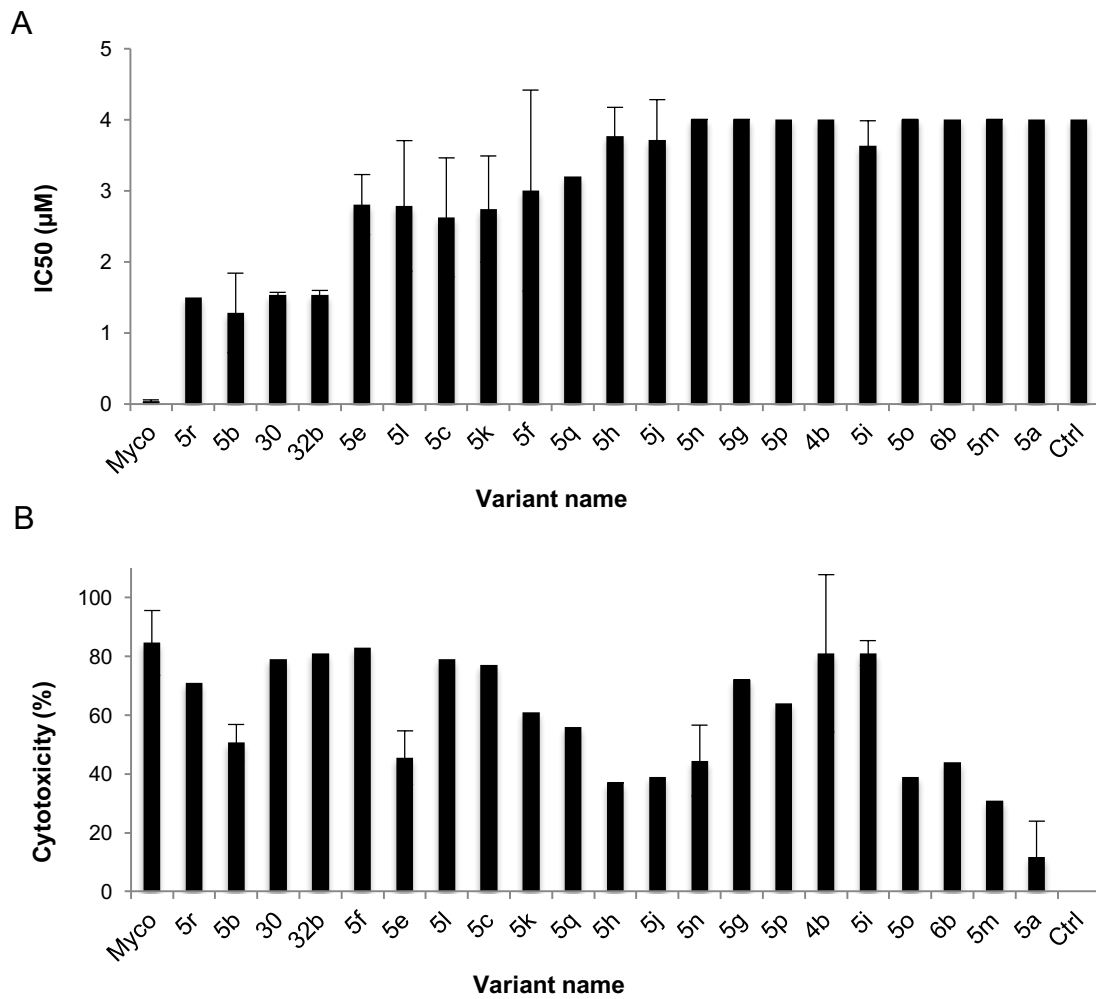 A
5
4
3
2
1
0
IC50 (µM)
Myco 5r 5b 30 32b 5e 5l 5c 5k 5f 5q 5h 5j 5n 5g 5p 4b 5i 5o 6b 5m 5a Ctrl
Variant name
B
100
80
60
40
20
0
Cytotoxicity (%)
Myco 5r 5b 30 32b 5f 5e 5l 5c 5k 5q 5h 5j 5n 5g 5p 4b 5i 5o 6b 5m 5a Ctrl
Variant name